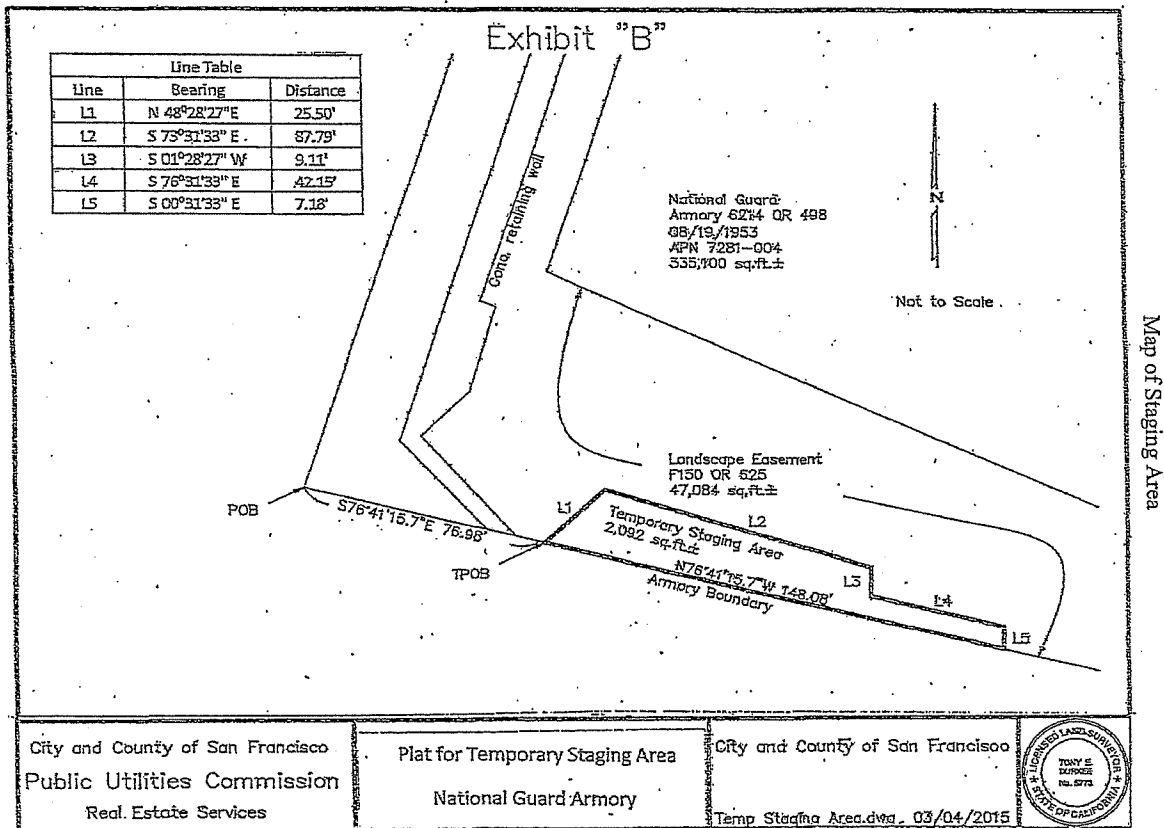 Exhibit "B"
Line Table
Line Bearing Distance
L1 N 48°28'27" E 25.50'
L2 S 73°31'33" E 87.79'
L3 S 01°28'27" W 9.11'
L4 S 76°31'33" E 42.15'
L5 S 00°31'33" E 7.18'
Conc. retaining wall
National Guard
Armory 6214 OR 498
08/19/1953
APN 7281-004
335,100 sq.ft.±
N
Not to Scale
Landscape Easement
F150 OR 625
47,084 sq.ft.±
POB
S76°41'15.7"E 76.98'
TPOB
L1
L2
Temporary Staging Area
2,092 sq.ft.±
N76°41'15.7"W 148.08'
Armory Boundary
L3
L4
L5
Map of Staging Area
City and County of San Francisco
Public Utilities Commission
Real Estate Services
Plat for Temporary Staging Area
National Guard Armory
City and County of San Francisco
Temp Staging Area.dwg, 03/04/2015
LICENSED LAND SURVEYOR
TONY E.
DURKEE
No. 5773
STATE OF CALIFORNIA